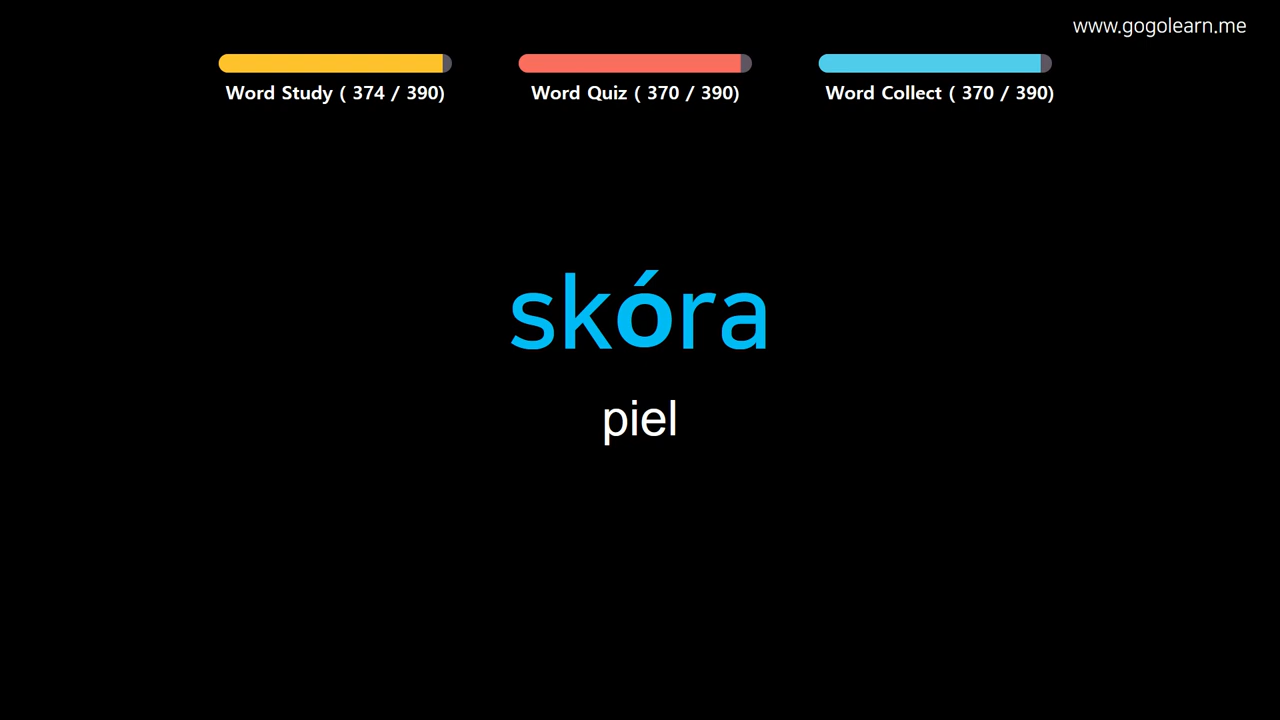 www.gogolearn.me
Word Study ( 374 / 390)
Word Quiz ( 370 / 390)
Word Collect ( 370 / 390)
skóra
piel